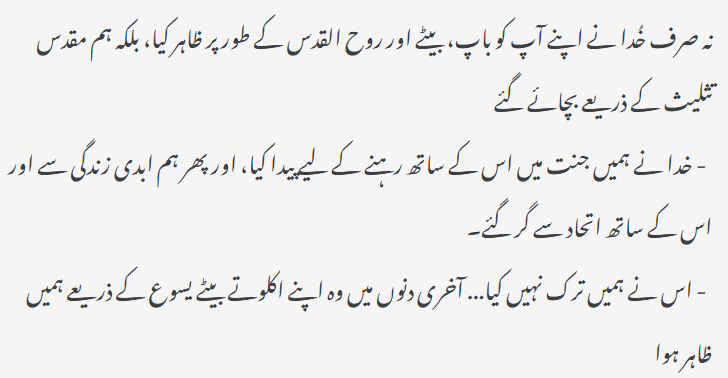 نہ صرف خُدا نے اپنے آپ کو باپ، بیٹے اور روح القدس کے طور پر ظاہر کیا، بلکہ ہم مقدس
تثلیث کے ذریعے بچائے گئے
- خدا نے ہمیں جنت میں اس کے ساتھ رہنے کے لیے پیدا کیا، اور پھر ہم ابدی زندگی سے اور
اس کے ساتھ اتحاد سے گر گئے۔
- اس نے ہمیں ترک نہیں کیا... آخری دنوں میں وہ اپنے اکلوتے بیٹے یسوع کے ذریعے ہمیں
ظاہر ہوا